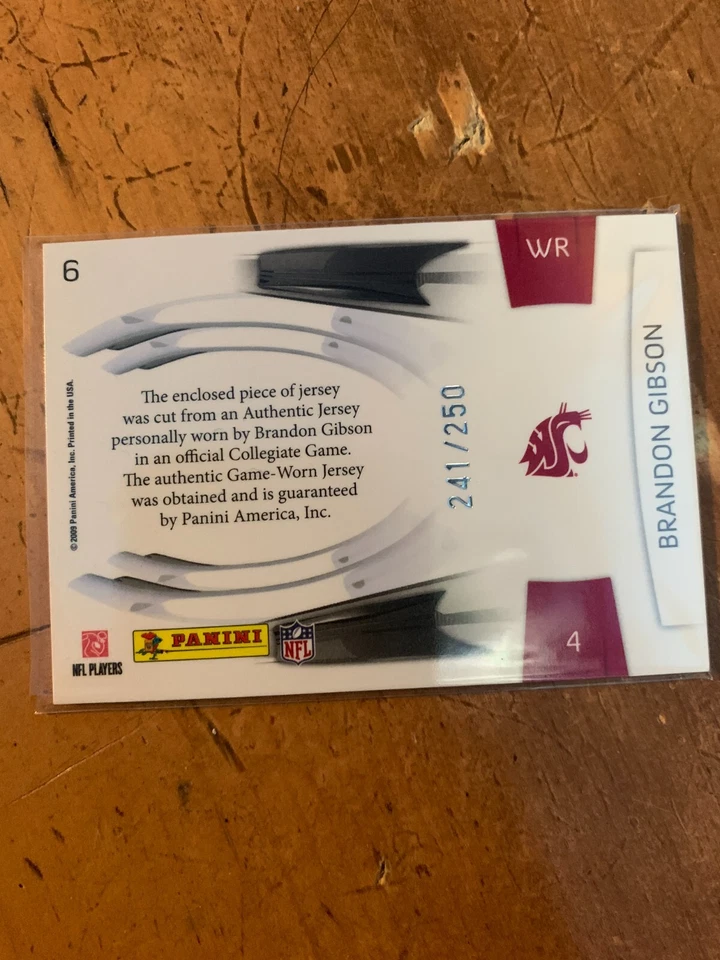 6
WR
The enclosed piece of jersey
was cut from an Authentic Jersey
personally worn by Brandon Gibson
in an official Collegiate Game.
The authentic Game-Worn Jersey
was obtained and is guaranteed
by Panini America, Inc.
241/250
BRANDON GIBSON
© 2009 Panini America, Inc. Printed in the USA.
NFL PLAYERS
PANINI
NFL
4